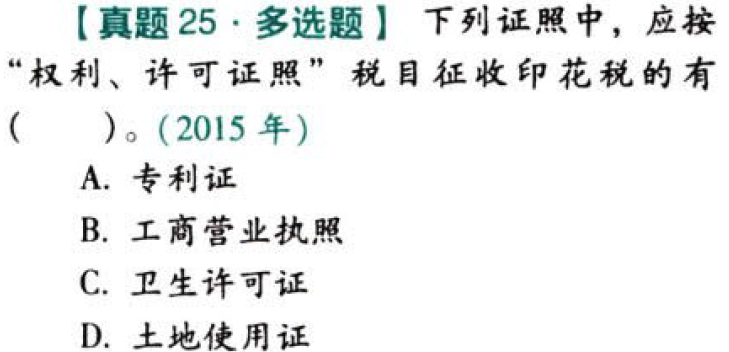 【真题 25·多选题】 下列证照中，应按
“权利、许可证照”税目征收印花税的有
(    )。(2015 年)
A. 专利证
B. 工商营业执照
C. 卫生许可证
D. 土地使用证